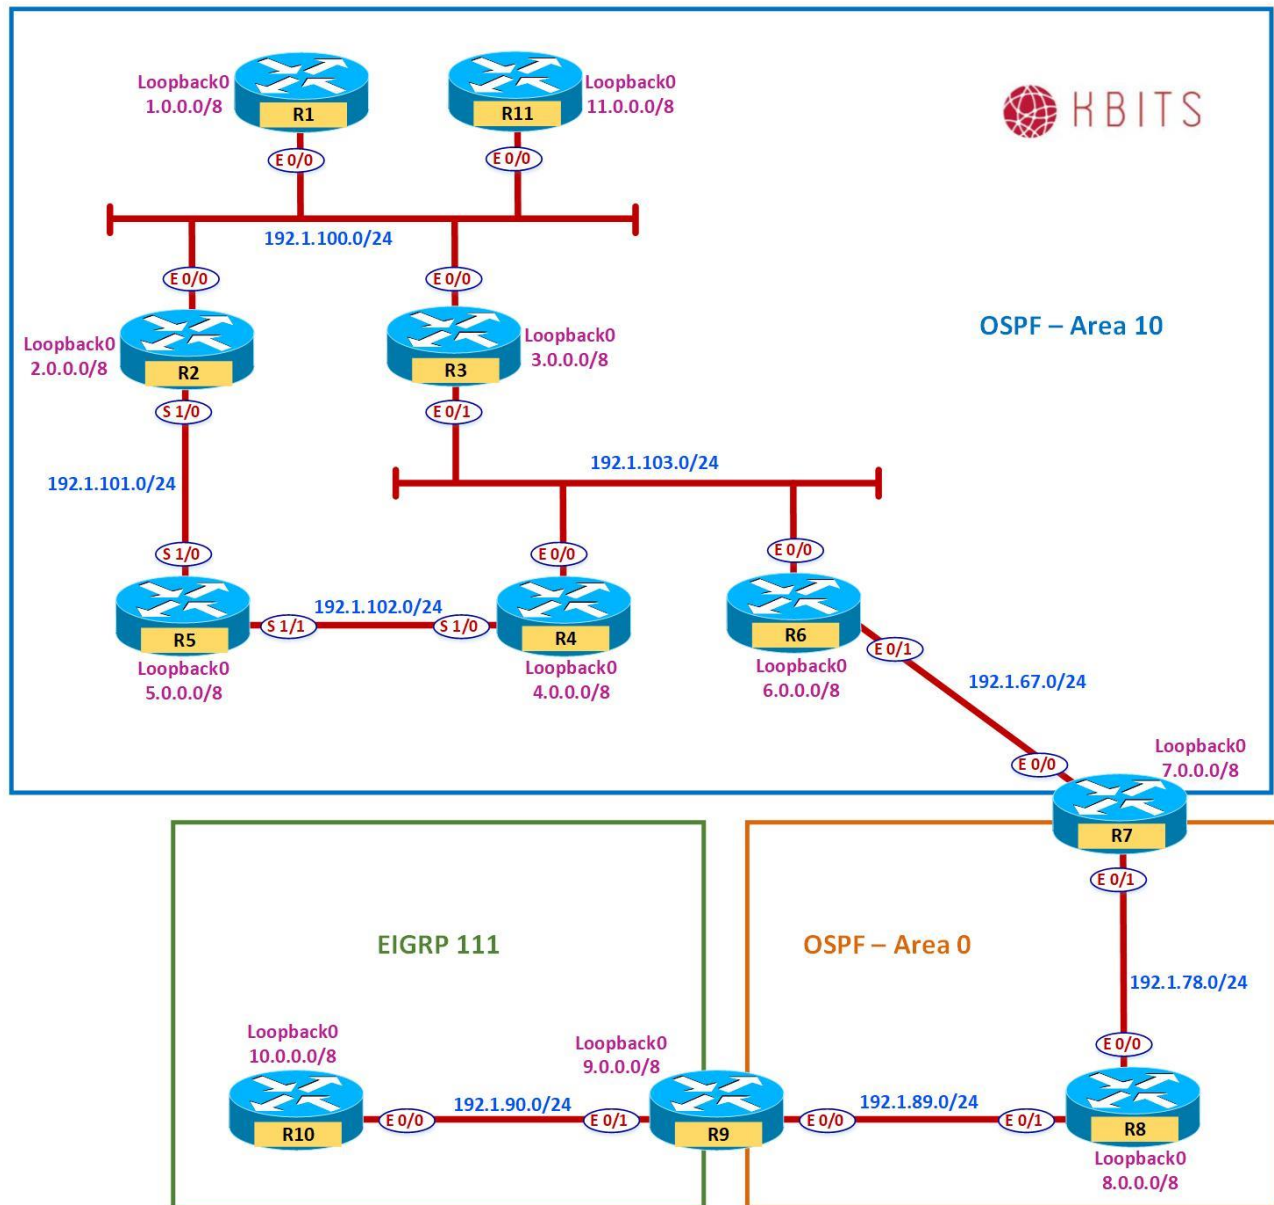 Loopback0
1.0.0.0/8
R1
E 0/0
R11
Loopback0
11.0.0.0/8
E 0/0
KBITS
192.1.100.0/24
E 0/0
E 0/0
Loopback0
2.0.0.0/8
R2
S 1/0
R3
Loopback0
3.0.0.0/8
E 0/1
OSPF – Area 10
192.1.101.0/24
192.1.103.0/24
S 1/0
E 0/0
E 0/0
R5
Loopback0
5.0.0.0/8
S 1/1
192.1.102.0/24
S 1/0
R4
Loopback0
4.0.0.0/8
R6
Loopback0
6.0.0.0/8
E 0/1
192.1.67.0/24
E 0/0
Loopback0
7.0.0.0/8
R7
E 0/1
EIGRP 111
OSPF – Area 0
192.1.78.0/24
E 0/0
Loopback0
10.0.0.0/8
R10
E 0/0
192.1.90.0/24
E 0/1
Loopback0
9.0.0.0/8
R9
E 0/0
192.1.89.0/24
E 0/1
R8
Loopback0
8.0.0.0/8